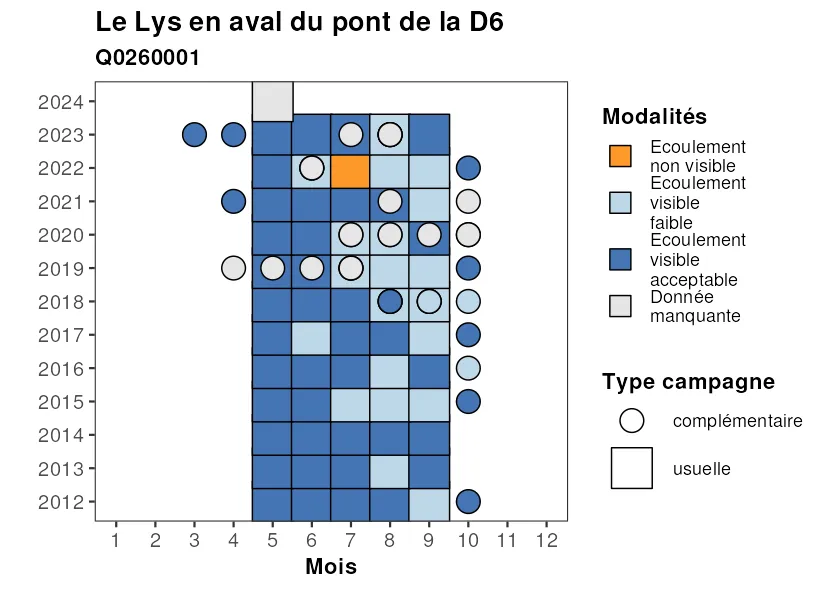 Le Lys en aval du pont de la D6
Q0260001
2024
2023
2022
2021
2020
2019
2018
2017
2016
2015
2014
2013
2012
1 2 3 4 5 6 7 8 9 10 11 12
Mois
Modalités
Ecoulement
non visible
Ecoulement
visible
faible
Ecoulement
visible
acceptable
Donnée
manquante
Type campagne
complémentaire
usuelle